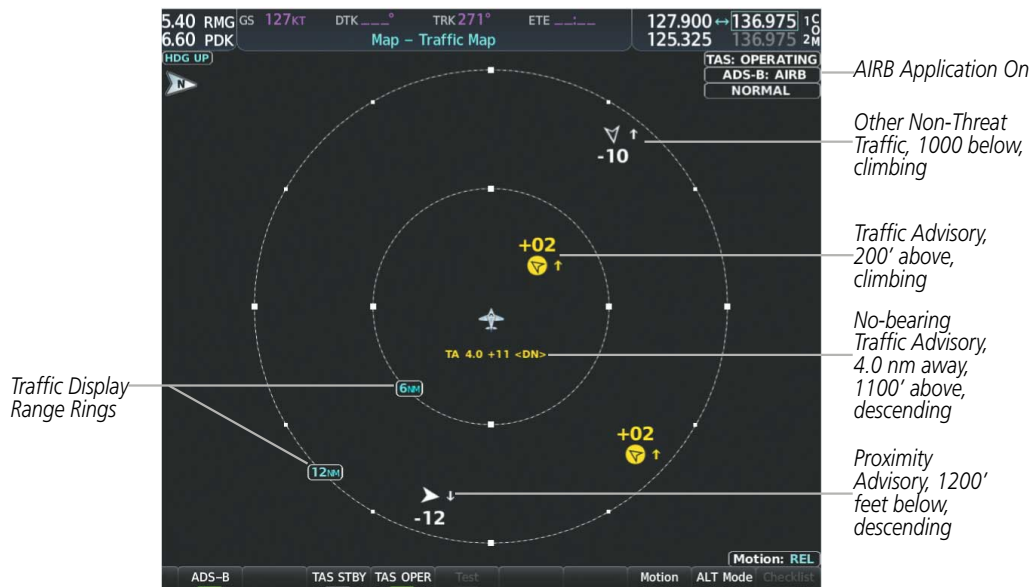 5.40 RMG GS 127KT DTK ___° TRK 271° ETE __:__ 127.900 ↔ 136.975 1 C
O
6.60 PDK Map – Traffic Map 125.325 136.975 2 M
HDG UP
N
TAS: OPERATING
ADS-B: AIRB
NORMAL
AIRB Application On
-10
Other Non-Threat
Traffic, 1000 below,
climbing
+02
Traffic Advisory,
200' above,
climbing
TA 4.0 +11 <DN>
No-bearing
Traffic Advisory,
4.0 nm away,
1100' above,
descending
Traffic Display
Range Rings
6NM
12NM
+02
-12
Proximity
Advisory, 1200'
feet below,
descending
Motion: REL
ADS-B TAS STBY TAS OPER Test Motion ALT Mode Checklist